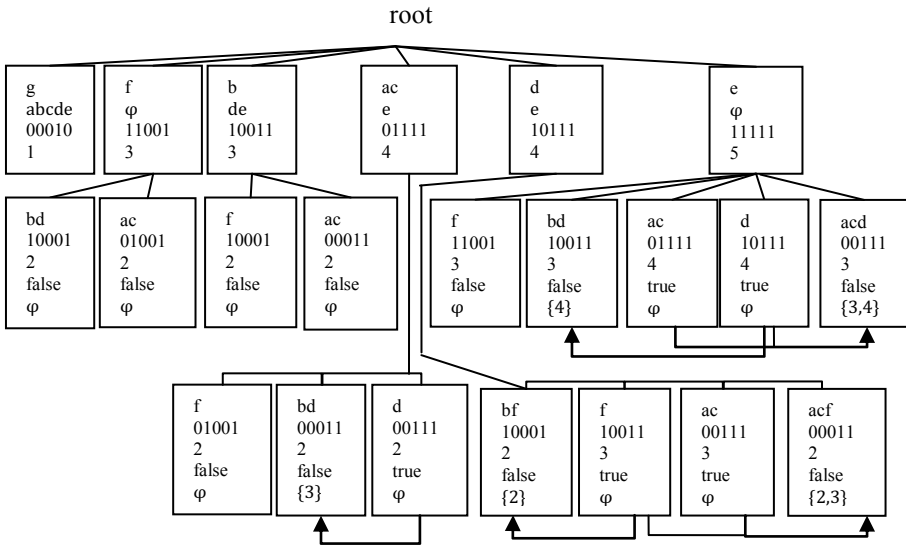 root
g
abcde
00010
1
f
φ
11001
3
b
de
10011
3
ac
e
01111
4
d
e
10111
4
e
φ
11111
5
bd
10001
2
false
φ
ac
01001
2
false
φ
f
10001
2
false
φ
ac
00011
2
false
φ
f
11001
3
false
φ
bd
10011
3
false
{4}
ac
01111
4
true
φ
d
10111
4
true
φ
acd
00111
3
false
{3,4}
f
01001
2
false
φ
bd
00011
2
false
{3}
d
00111
2
true
φ
bf
10001
2
false
{2}
f
10011
3
true
φ
ac
00111
3
true
φ
acf
00011
2
false
{2,3}